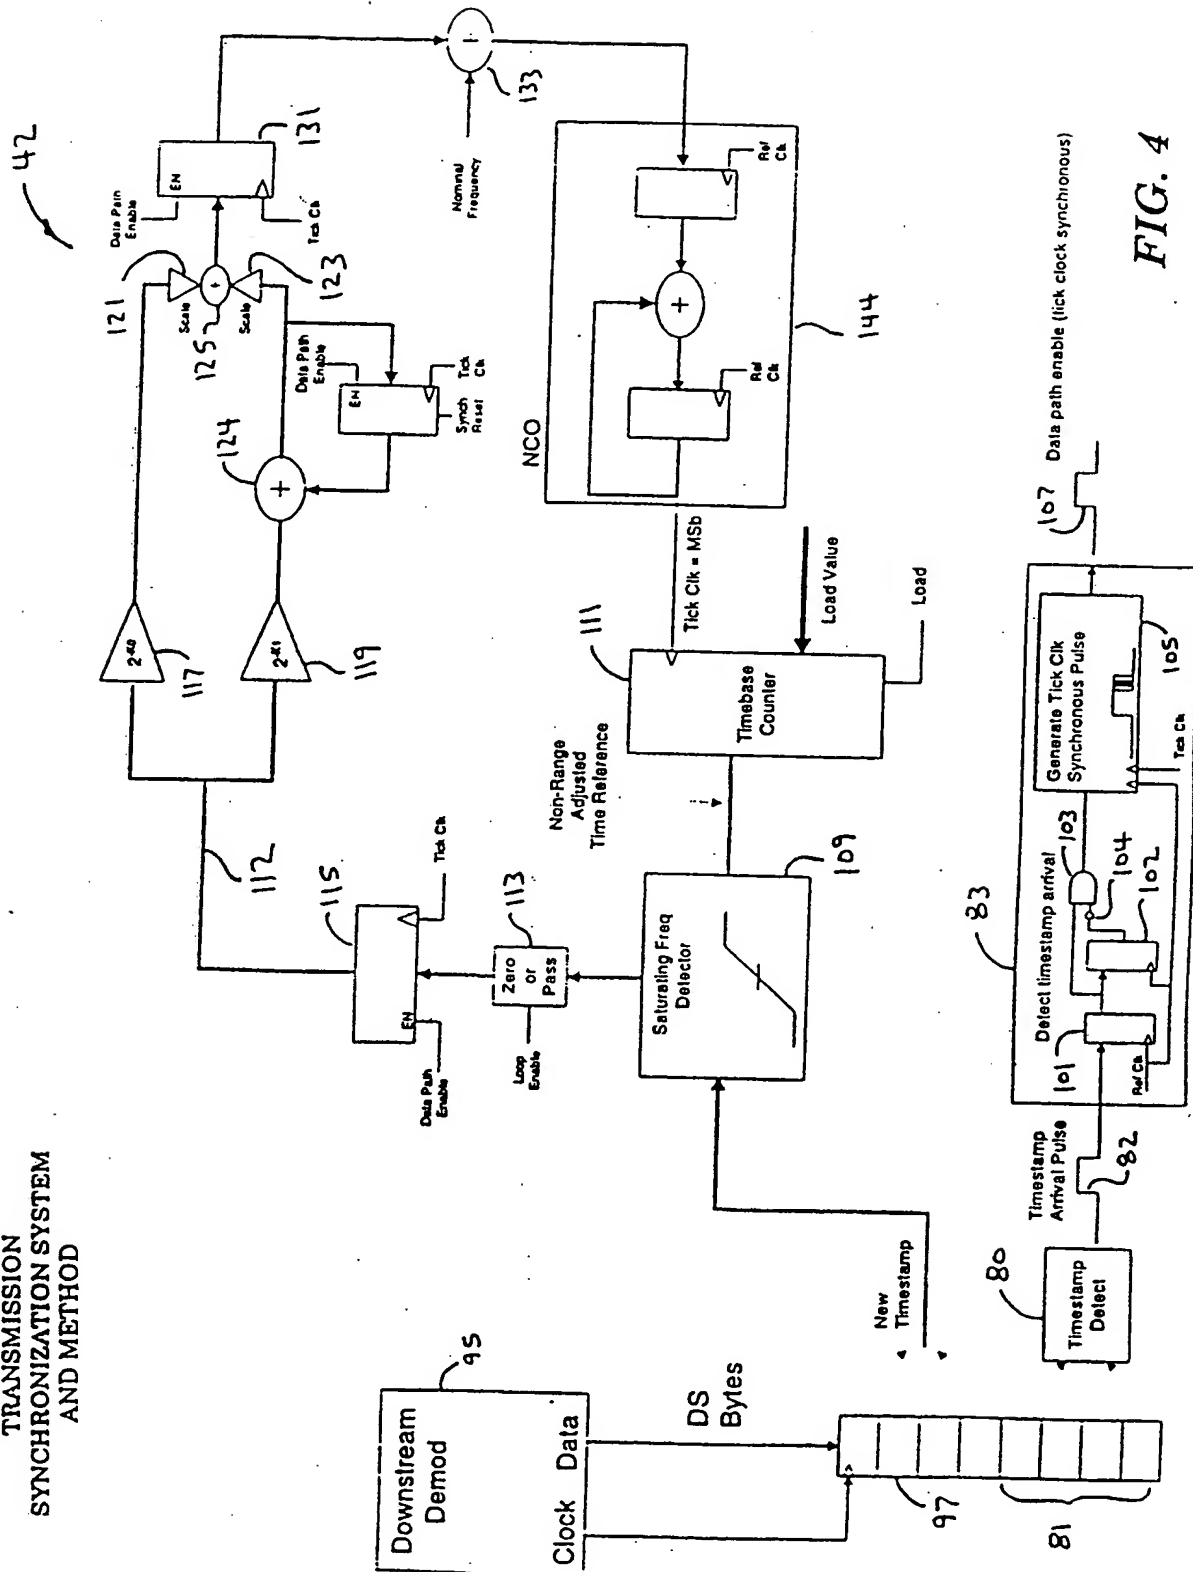 TRANSMISSION
SYNCHRONIZATION SYSTEM
AND METHOD
42
Data Path
Enable
EN
131
Tick Clk
121
Scale
125
Scale
123
133
Nominal
Frequency
124
Data Path
Enable
EN
Tick
Clk
Synch
Reset
2-K0
117
2-K1
119
112
115
Tick Clk
EN
Data Path
Enable
113
Zero
or
Pass
Loop
Enable
NCO
Ref
Clk
Ref
Clk
144
Tick Clk = MSb
111
Timebase
Counter
Load Value
Load
Non-Range
Adjusted
Time Reference
109
Saturating Freq
Detector
New
Timestamp
95
Downstream
Demod
Clock Data
DS
Bytes
97
81
80
Timestamp
Detect
Timestamp
Arrival Pulse
82
83
Detect timestamp arrival
101
Ref Clk
103
104
102
Generate Tick Clk
Synchronous Pulse
105
Tick Clk
107
Data path enable (tick clock synchronous)
FIG. 4